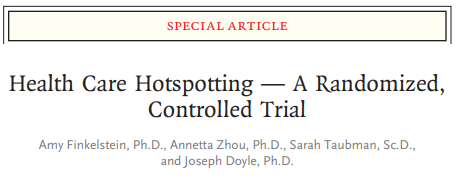 SPECIAL ARTICLE
Health Care Hotspotting — A Randomized,
Controlled Trial
Amy Finkelstein, Ph.D., Annetta Zhou, Ph.D., Sarah Taubman, Sc.D.,
and Joseph Doyle, Ph.D.